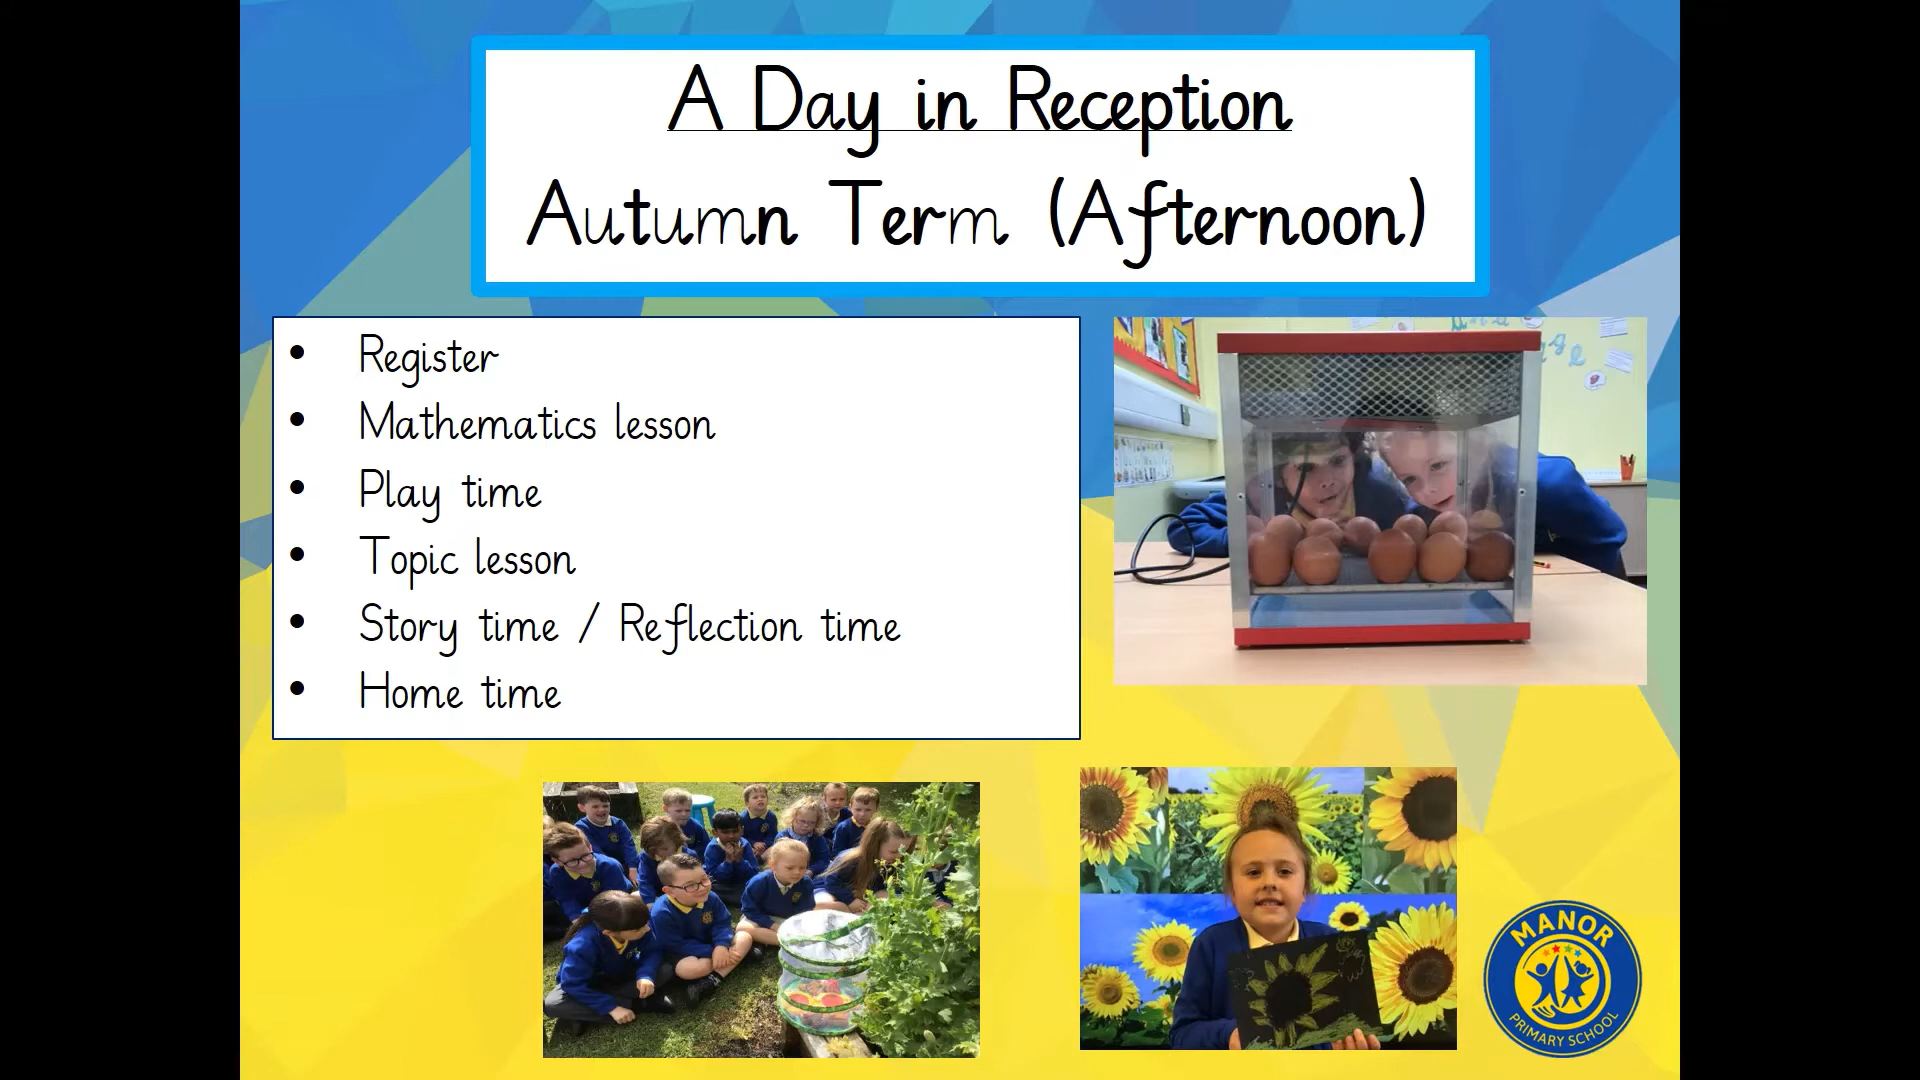 A Day in Reception
Autumn Term (Afternoon)
• Register
• Mathematics lesson
• Play time
• Topic lesson
• Story time / Reflection time
• Home time
MANOR
PRIMARY SCHOOL